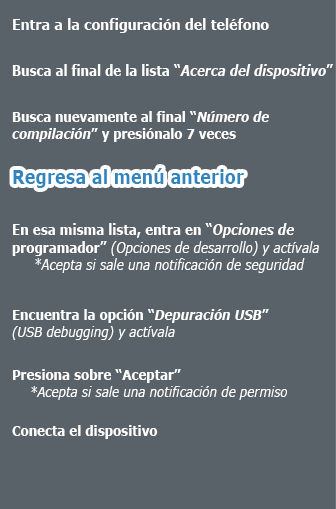 Entra a la configuración del teléfono
Busca al final de la lista “Acerca del dispositivo”
Busca nuevamente al final “Número de
compilación” y presiónalo 7 veces
Regresa al menú anterior
En esa misma lista, entra en “Opciones de
programador” (Opciones de desarrollo) y actívala
*Acepta si sale una notificación de seguridad
Encuentra la opción “Depuración USB”
(USB debugging) y actívala
Presiona sobre “Aceptar”
*Acepta si sale una notificación de permiso
Conecta el dispositivo